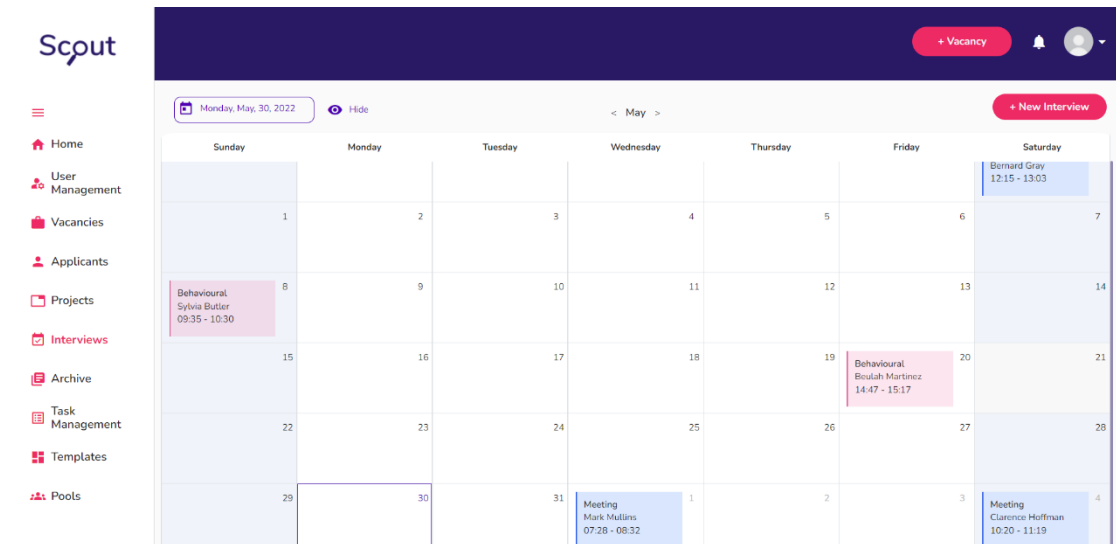 Scout
+ Vacancy
Monday, May, 30, 2022
Hide
< May >
+ New Interview
Home
User
Management
Vacancies
Applicants
Projects
Interviews
Archive
Task
Management
Templates
Pools
Sunday Monday Tuesday Wednesday Thursday Friday Saturday
Bernard Gray
12:15 - 13:03
1 2 3 4 5 6 7
8 9 10 11 12 13 14
Behavioural
Sylvia Butler
09:35 - 10:30
15 16 17 18 19 20 21
Behavioural
Beulah Martinez
14:47 - 15:17
22 23 24 25 26 27 28
29 30 31 1 2 3 4
Meeting
Mark Mullins
07:28 - 08:32
Meeting
Clarence Hoffman
10:20 - 11:19